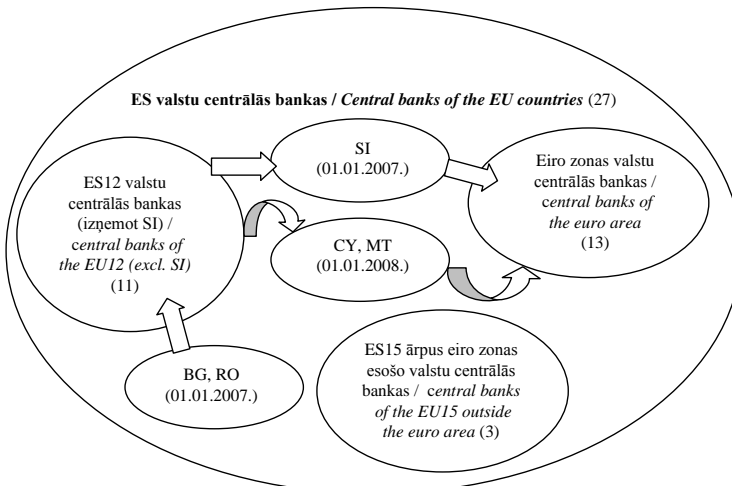 ES valstu centrālās bankas / Central banks of the EU countries (27)
SI
(01.01.2007.)
ES12 valstu
centrālās bankas
(izņemot SI) /
central banks of
the EU12 (excl. SI)
(11)
Eiro zonas valstu
centrālās bankas /
central banks of
the euro area
(13)
CY, MT
(01.01.2008.)
BG, RO
(01.01.2007.)
ES15 ārpus eiro zonas
esošo valstu centrālās
bankas / central banks
of the EU15 outside
the euro area (3)